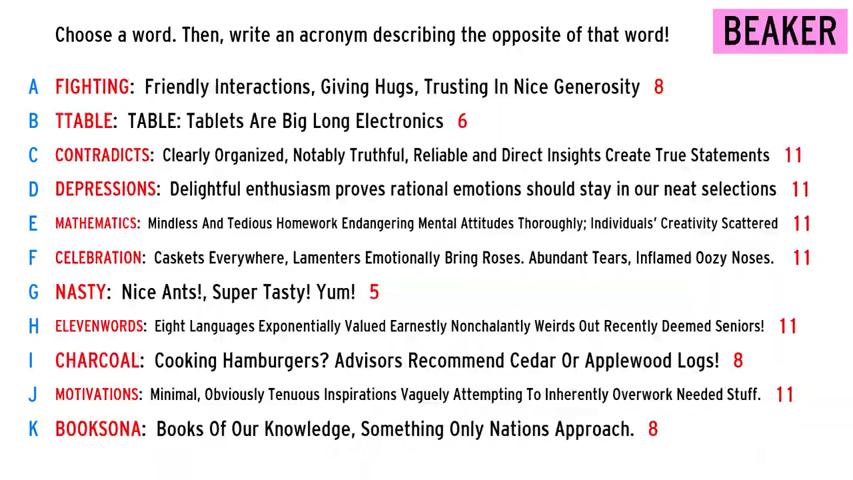 Choose a word. Then, write an acronym describing the opposite of that word!
BEAKER
A FIGHTING: Friendly Interactions, Giving Hugs, Trusting In Nice Generosity 8
B TTABLE: TABLE: Tablets Are Big Long Electronics 6
C CONTRADICTS: Clearly Organized, Notably Truthful, Reliable and Direct Insights Create True Statements 11
D DEPRESSIONS: Delightful enthusiasm proves rational emotions should stay in our neat selections 11
E MATHEMATICS: Mindless And Tedious Homework Endangering Mental Attitudes Thoroughly; Individuals' Creativity Scattered 11
F CELEBRATION: Caskets Everywhere, Lamenters Emotionally Bring Roses. Abundant Tears, Inflamed Oozy Noses. 11
G NASTY: Nice Ants!, Super Tasty! Yum! 5
H ELEVENWORDS: Eight Languages Exponentially Valued Earnestly Nonchalantly Weirds Out Recently Deemed Seniors! 11
I CHARCOAL: Cooking Hamburgers? Advisors Recommend Cedar Or Applewood Logs! 8
J MOTIVATIONS: Minimal, Obviously Tenuous Inspirations Vaguely Attempting To Inherently Overwork Needed Stuff. 11
K BOOKSONA: Books Of Our Knowledge, Something Only Nations Approach. 8